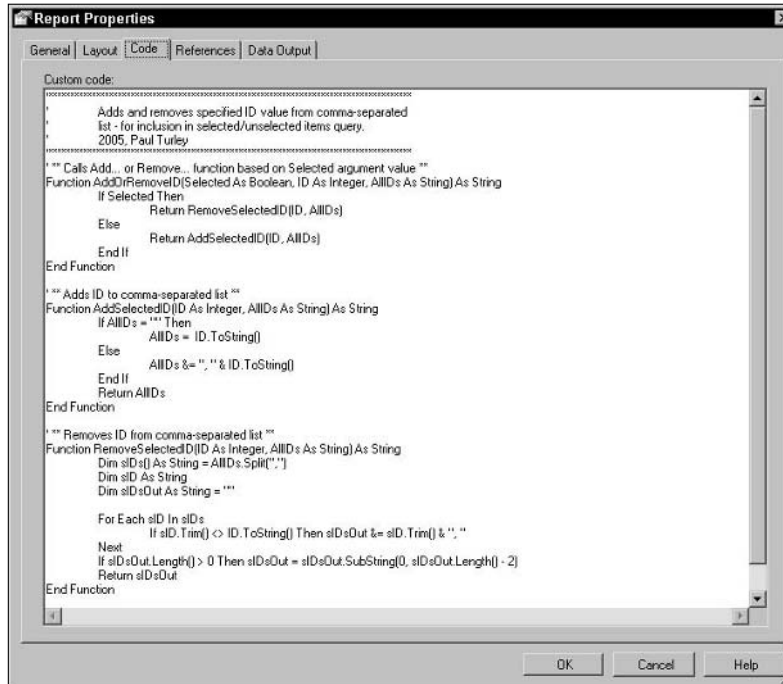 Report Properties
General Layout Code References Data Output
Custom code:
'**********************************************************************
' Adds and removes specified ID value from comma-separated
' list - for inclusion in selected/unselected items query.
' 2005, Paul Turley
'**********************************************************************
' ** Calls Add... or Remove... function based on Selected argument value **
Function AddOrRemoveID(Selected As Boolean, ID As Integer, AllIDs As String) As String
If Selected Then
Return RemoveSelectedID(ID, AllIDs)
Else
Return AddSelectedID(ID, AllIDs)
End If
End Function
' ** Adds ID to comma-separated list **
Function AddSelectedID(ID As Integer, AllIDs As String) As String
If AllIDs = "" Then
AllIDs = ID.ToString()
Else
AllIDs &= ", " & ID.ToString()
End If
Return AllIDs
End Function
' ** Removes ID from comma-separated list **
Function RemoveSelectedID(ID As Integer, AllIDs As String) As String
Dim sIDs() As String = AllIDs.Split(",")
Dim sID As String
Dim sIDsOut As String = ""
For Each sID In sIDs
If sID.Trim() <> ID.ToString() Then sIDsOut &= sID.Trim() & ", "
Next
If sIDsOut.Length() > 0 Then sIDsOut = sIDsOut.SubString(0, sIDsOut.Length() - 2)
Return sIDsOut
End Function
OK Cancel Help